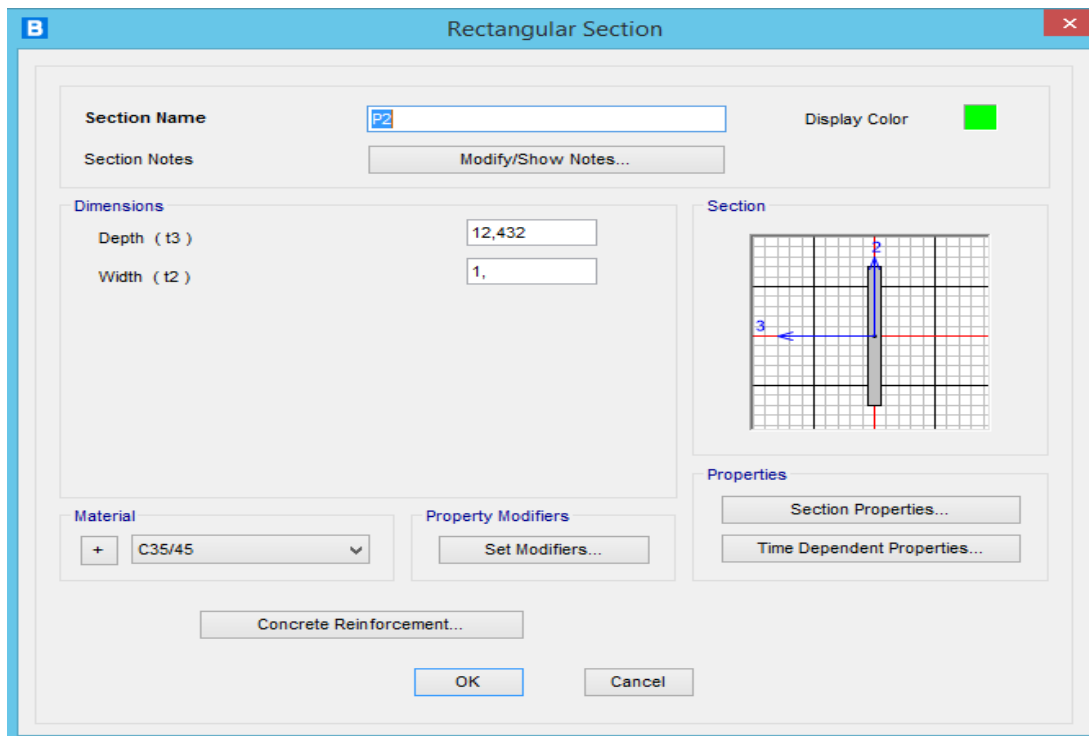 B
Rectangular Section
Section Name
P2
Display Color
Section Notes
Modify/Show Notes...
Dimensions
Depth ( t3 )
12,432
Width ( t2 )
1,
Section
2
3
Properties
Section Properties...
Time Dependent Properties...
Material
+
C35/45
Property Modifiers
Set Modifiers...
Concrete Reinforcement...
OK
Cancel